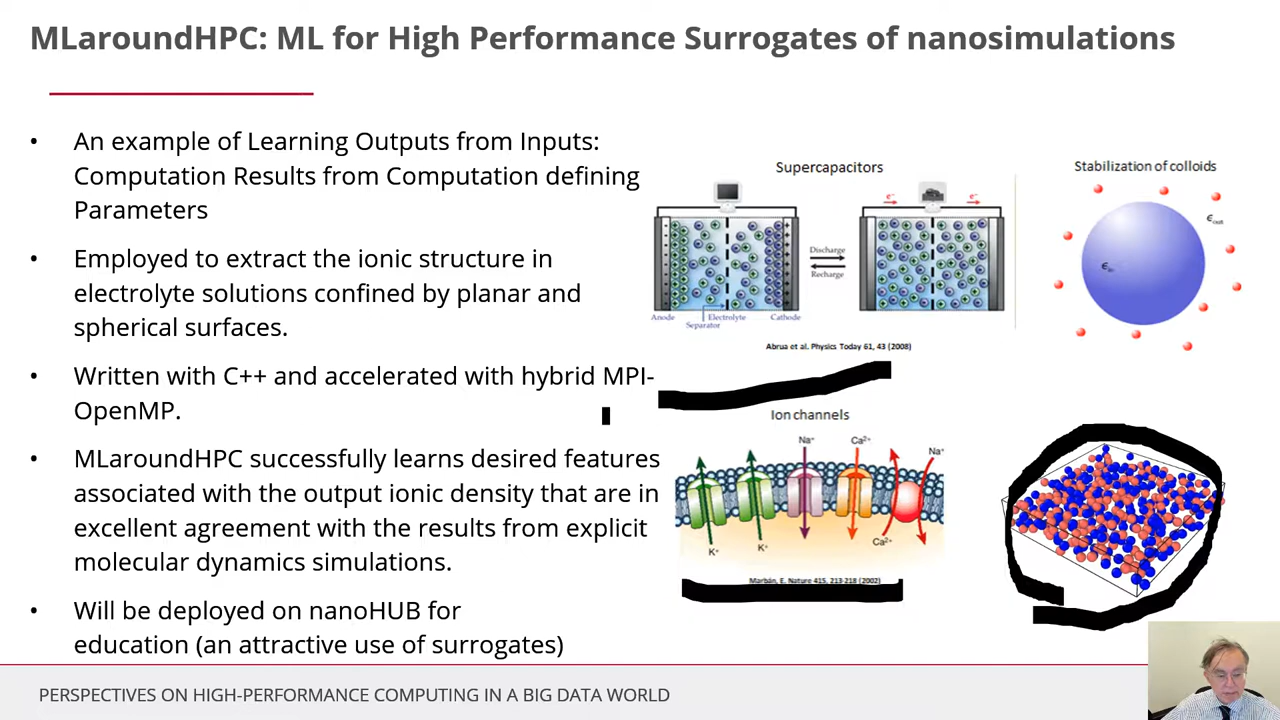 MLaroundHPC: ML for High Performance Surrogates of nanosimulations
• An example of Learning Outputs from Inputs:
Computation Results from Computation defining
Parameters
• Employed to extract the ionic structure in
electrolyte solutions confined by planar and
spherical surfaces.
• Written with C++ and accelerated with hybrid MPI-
OpenMP.
• MLaroundHPC successfully learns desired features
associated with the output ionic density that are in
excellent agreement with the results from explicit
molecular dynamics simulations.
• Will be deployed on nanoHUB for
education (an attractive use of surrogates)
Supercapacitors
e⁻ e⁻
Discharge
Recharge
Anode Electrolyte Cathode
Separator
Abrua et al. Physics Today 61, 43 (2008)
Stabilization of colloids
ϵout
ϵin
Ion channels
Na⁺ Ca²⁺ Na⁺
K⁺ K⁺ Ca²⁺
Marbán, E. Nature 415, 213-218 (2002)
PERSPECTIVES ON HIGH-PERFORMANCE COMPUTING IN A BIG DATA WORLD